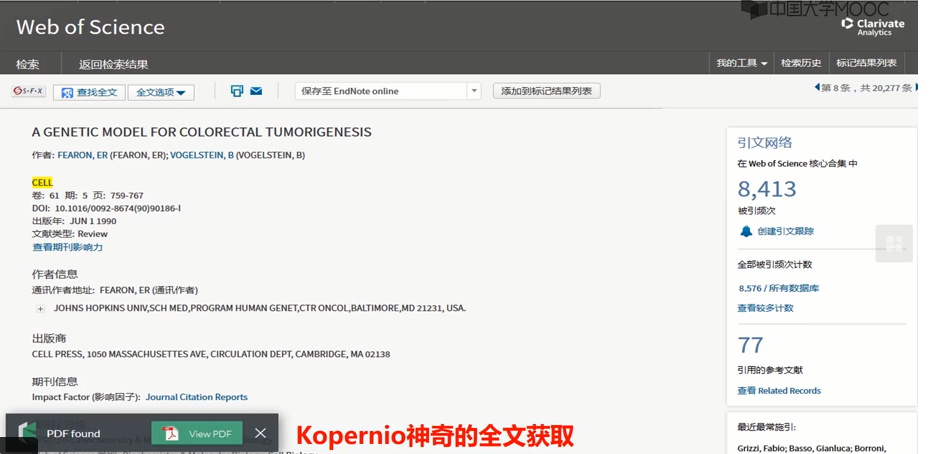 中国大学MOOC
Web of Science
Clarivate
Analytics
检索
返回检索结果
我的工具
检索历史
标记结果列表
S·F·X
查找全文
全文选项
保存至 EndNote online
添加到标记结果列表
第 8 条，共 20,277 条
A GENETIC MODEL FOR COLORECTAL TUMORIGENESIS
作者: FEARON, ER (FEARON, ER); VOGELSTEIN, B (VOGELSTEIN, B)
CELL
卷: 61 期: 5 页: 759-767
DOI: 10.1016/0092-8674(90)90186-I
出版年: JUN 1 1990
文献类型: Review
查看期刊影响力
作者信息
通讯作者地址: FEARON, ER (通讯作者)
JOHNS HOPKINS UNIV,SCH MED,PROGRAM HUMAN GENET,CTR ONCOL,BALTIMORE,MD 21231, USA.
出版商
CELL PRESS, 1050 MASSACHUSETTES AVE, CIRCULATION DEPT, CAMBRIDGE, MA 02138
期刊信息
Impact Factor (影响因子): Journal Citation Reports
引文网络
在 Web of Science 核心合集 中
8,413
被引频次
创建引文跟踪
全部被引频次计数
8,576 / 所有数据库
查看较多计数
77
引用的参考文献
查看 Related Records
最近最常施引:
Grizzi, Fabio; Basso, Gianluca; Borroni,
PDF found
View PDF
Kopernio神奇的全文获取